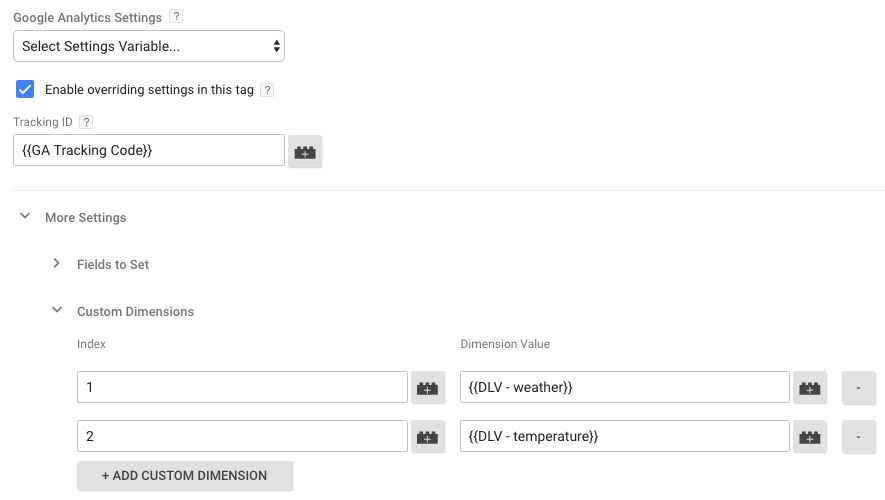 Google Analytics Settings ?
Select Settings Variable...
Enable overriding settings in this tag ?
Tracking ID ?
{{GA Tracking Code}}
More Settings
Fields to Set
Custom Dimensions
Index Dimension Value
1 {{DLV - weather}} -
2 {{DLV - temperature}} -
+ ADD CUSTOM DIMENSION